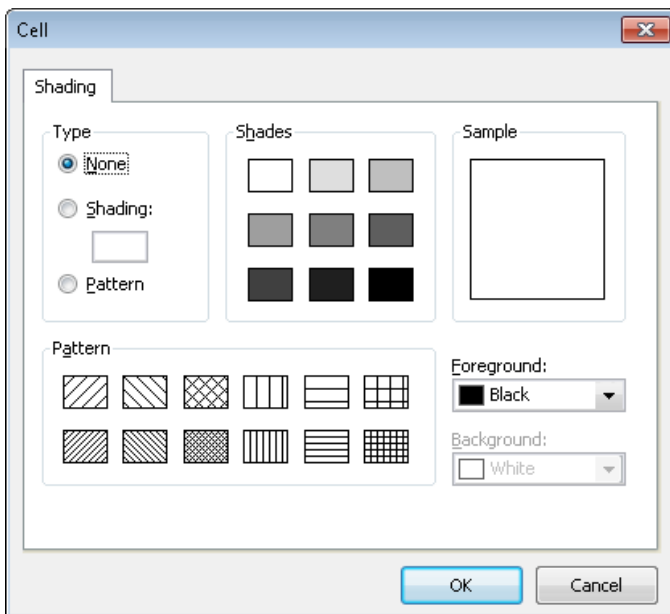 Cell
Shading
Type
None
Shading:
Pattern
Shades
Sample
Pattern
Foreground:
Black
Background:
White
OK
Cancel